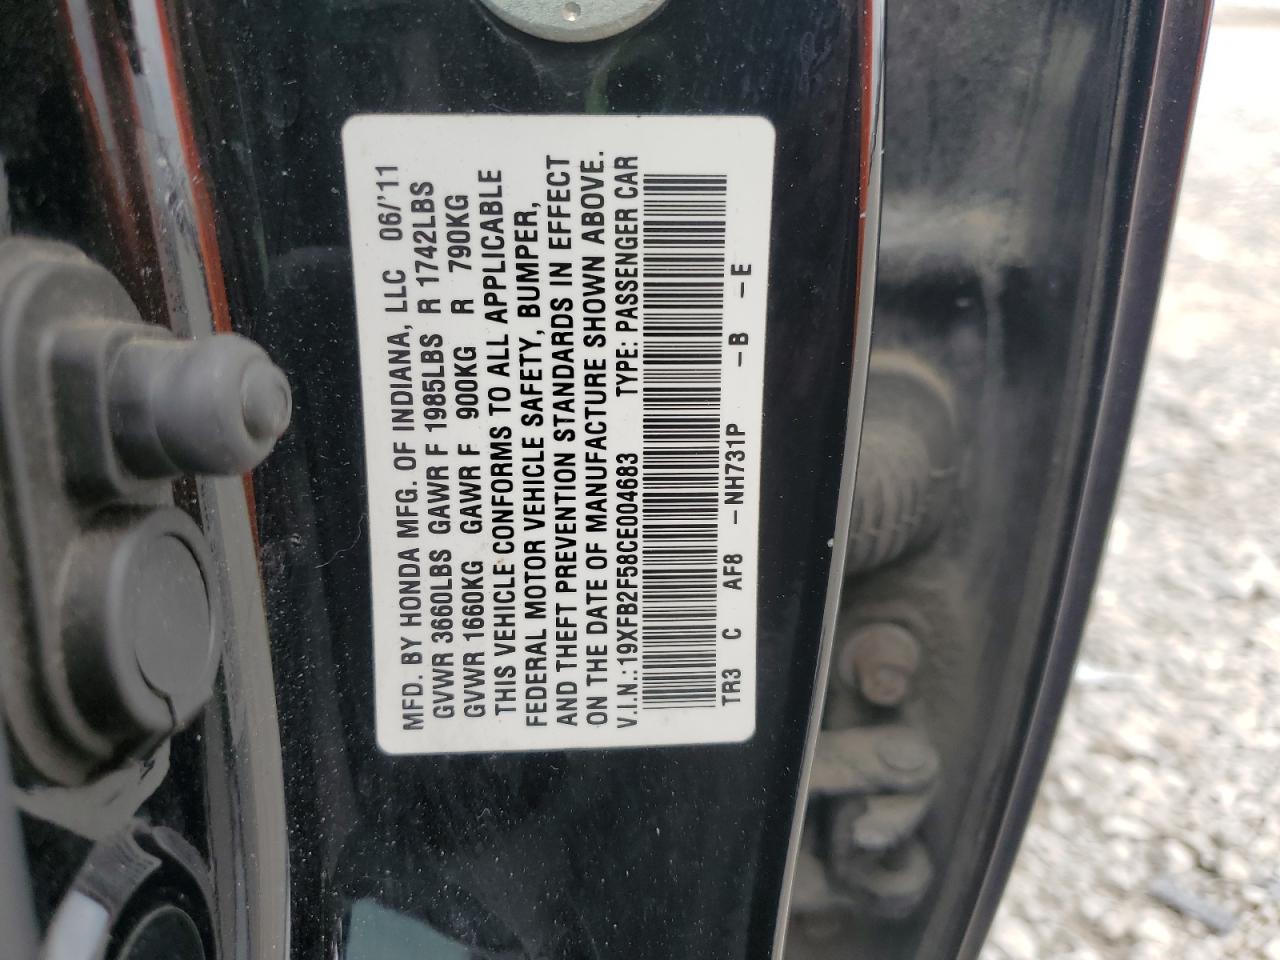 MFD. BY HONDA MFG. OF INDIANA, LLC 06/'11
GVWR 3660LBS GAWR F 1985LBS R 1742LBS
GVWR 1660KG GAWR F 900KG R 790KG
THIS VEHICLE CONFORMS TO ALL APPLICABLE
FEDERAL MOTOR VEHICLE SAFETY, BUMPER,
AND THEFT PREVENTION STANDARDS IN EFFECT
ON THE DATE OF MANUFACTURE SHOWN ABOVE.
V.I.N.: 19XFB2F58CE004683 TYPE: PASSENGER CAR
TR3 C AF8 - NH731P - B - E